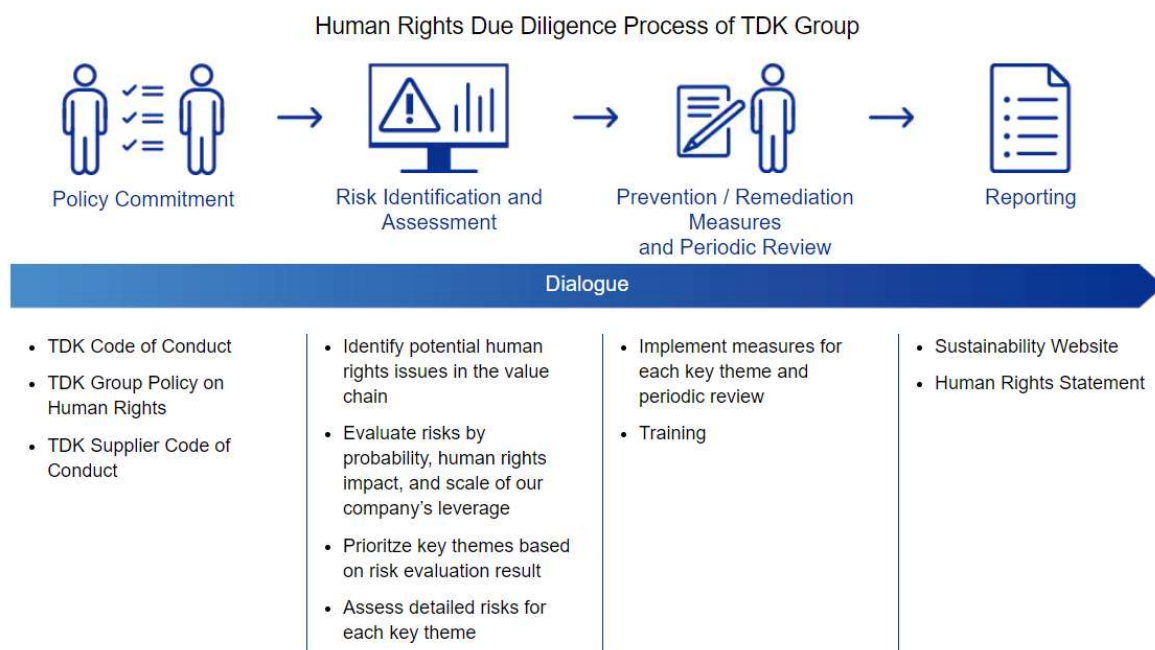 Human Rights Due Diligence Process of TDK Group
Policy Commitment
Risk Identification and
Assessment
Prevention / Remediation
Measures
and Periodic Review
Reporting
Dialogue
• TDK Code of Conduct
• TDK Group Policy on
Human Rights
• TDK Supplier Code of
Conduct
• Identify potential human
rights issues in the value
chain
• Evaluate risks by
probability, human rights
impact, and scale of our
company's leverage
• Prioritze key themes based
on risk evaluation result
• Assess detailed risks for
each key theme
• Implement measures for
each key theme and
periodic review
• Training
• Sustainability Website
• Human Rights Statement